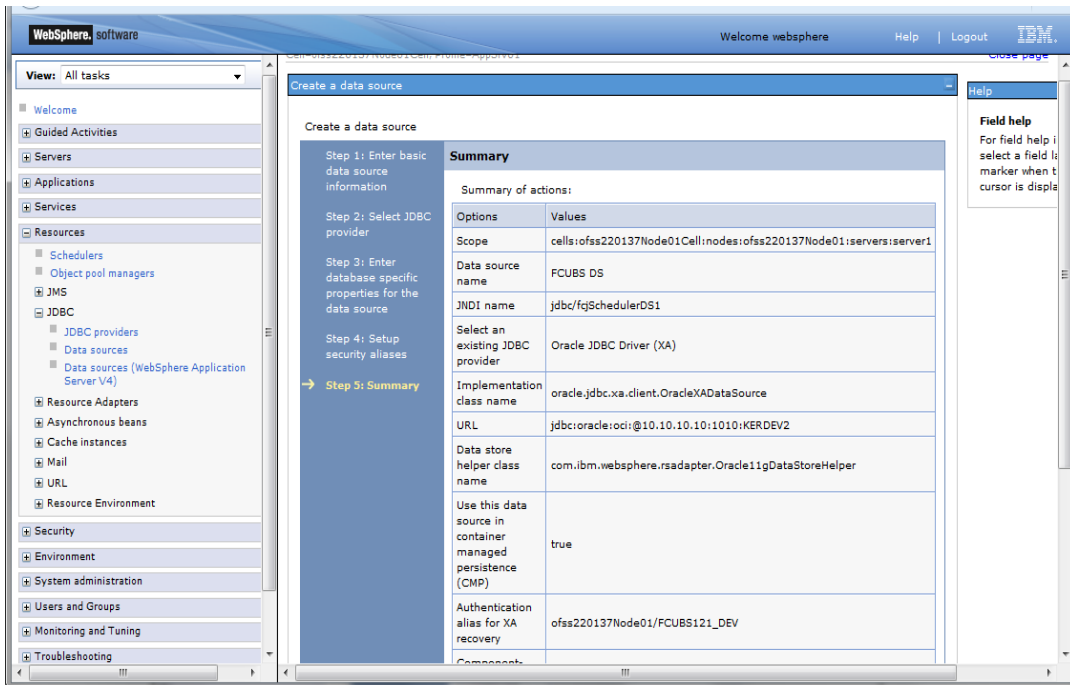 WebSphere. software
Welcome websphere Help | Logout IBM.
Cell=ofss220137Node01Cell, Profile=AppSrv01
Close page
View: All tasks
Welcome
Guided Activities
Servers
Applications
Services
Resources
Schedulers
Object pool managers
JMS
JDBC
JDBC providers
Data sources
Data sources (WebSphere Application
Server V4)
Resource Adapters
Asynchronous beans
Cache instances
Mail
URL
Resource Environment
Security
Environment
System administration
Users and Groups
Monitoring and Tuning
Troubleshooting
Create a data source
Create a data source
Step 1: Enter basic
data source
information
Step 2: Select JDBC
provider
Step 3: Enter
database specific
properties for the
data source
Step 4: Setup
security aliases
Step 5: Summary
Summary
Summary of actions:
Options Values
Scope cells:ofss220137Node01Cell:nodes:ofss220137Node01:servers:server1
Data source
name FCUBS DS
JNDI name jdbc/fcjSchedulerDS1
Select an
existing JDBC
provider Oracle JDBC Driver (XA)
Implementation
class name oracle.jdbc.xa.client.OracleXADataSource
URL jdbc:oracle:oci:@10.10.10.10:1010:KERDEV2
Data store
helper class
name com.ibm.websphere.rsadapter.Oracle11gDataStoreHelper
Use this data
source in
container
managed
persistence
(CMP) true
Authentication
alias for XA
recovery ofss220137Node01/FCUBS121_DEV
Component-
Help
Field help
For field help i
select a field la
marker when t
cursor is displa